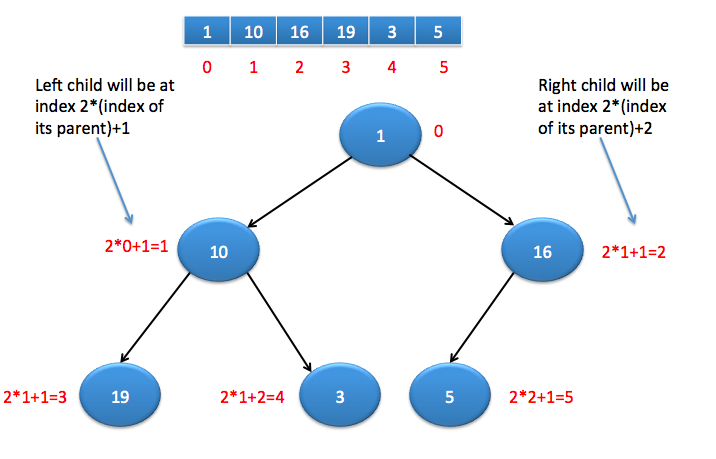 1 10 16 19 3 5
0 1 2 3 4 5
Left child will be at
index 2*(index of
its parent)+1
Right child will be
at index 2*(index
of its parent)+2
1 0
2*0+1=1 10
16 2*1+1=2
2*1+1=3 19
2*1+2=4 3
5 2*2+1=5